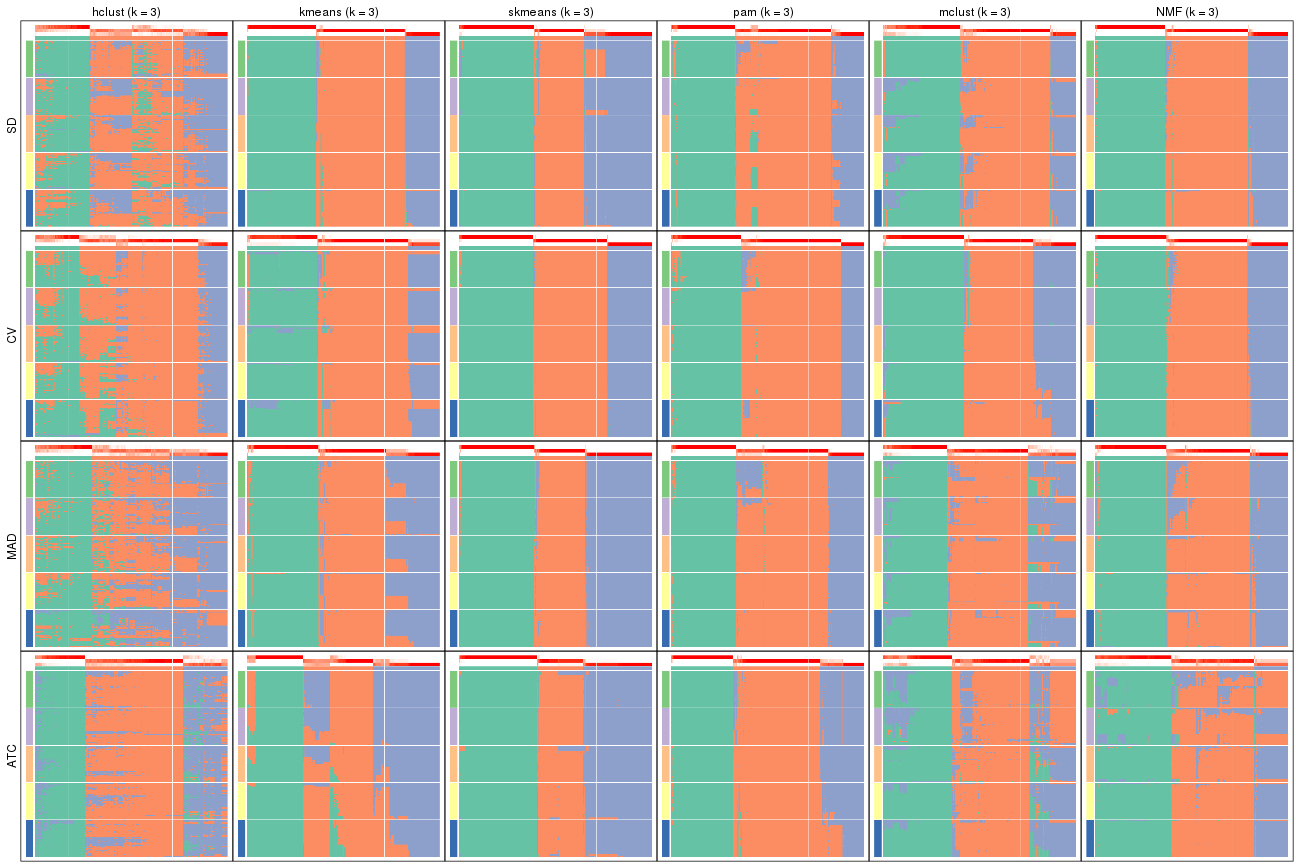 hclust (k = 3) kmeans (k = 3) skmeans (k = 3) pam (k = 3) mclust (k = 3) NMF (k = 3)
SD
CV
MAD
ATC